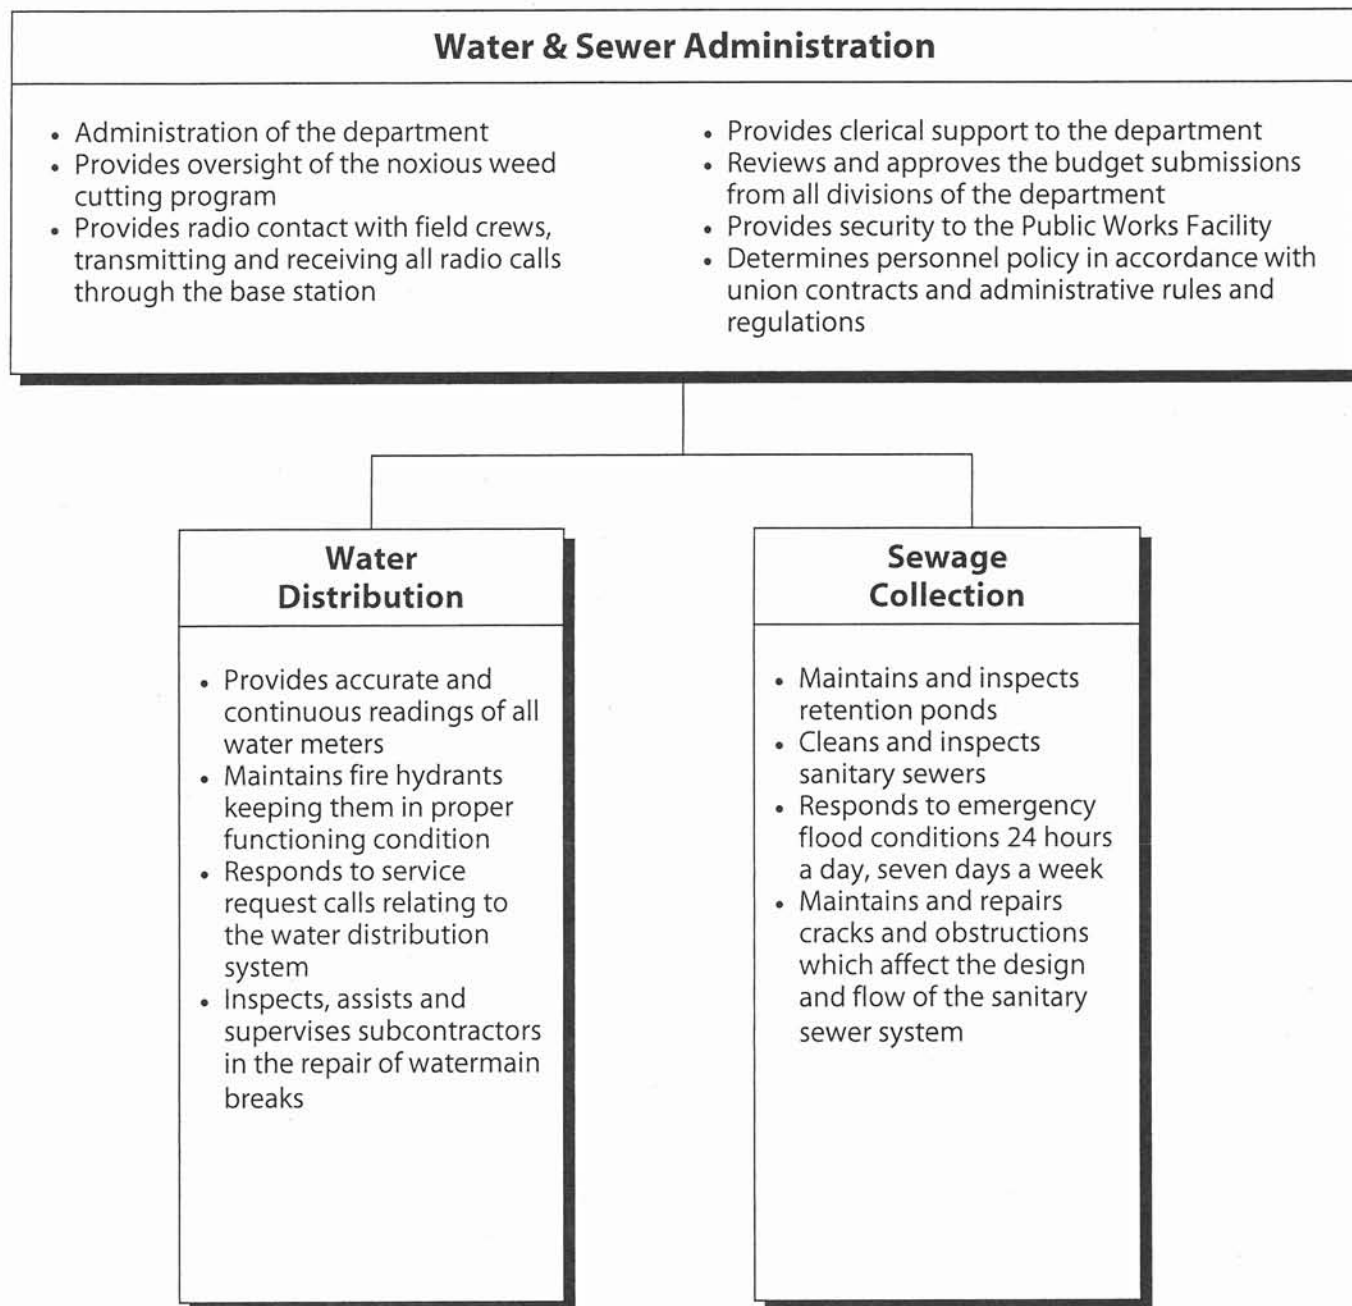 Water & Sewer Administration
• Administration of the department
• Provides oversight of the noxious weed
cutting program
• Provides radio contact with field crews,
transmitting and receiving all radio calls
through the base station
• Provides clerical support to the department
• Reviews and approves the budget submissions
from all divisions of the department
• Provides security to the Public Works Facility
• Determines personnel policy in accordance with
union contracts and administrative rules and
regulations
Water
Distribution
• Provides accurate and
continuous readings of all
water meters
• Maintains fire hydrants
keeping them in proper
functioning condition
• Responds to service
request calls relating to
the water distribution
system
• Inspects, assists and
supervises subcontractors
in the repair of watermain
breaks
Sewage
Collection
• Maintains and inspects
retention ponds
• Cleans and inspects
sanitary sewers
• Responds to emergency
flood conditions 24 hours
a day, seven days a week
• Maintains and repairs
cracks and obstructions
which affect the design
and flow of the sanitary
sewer system